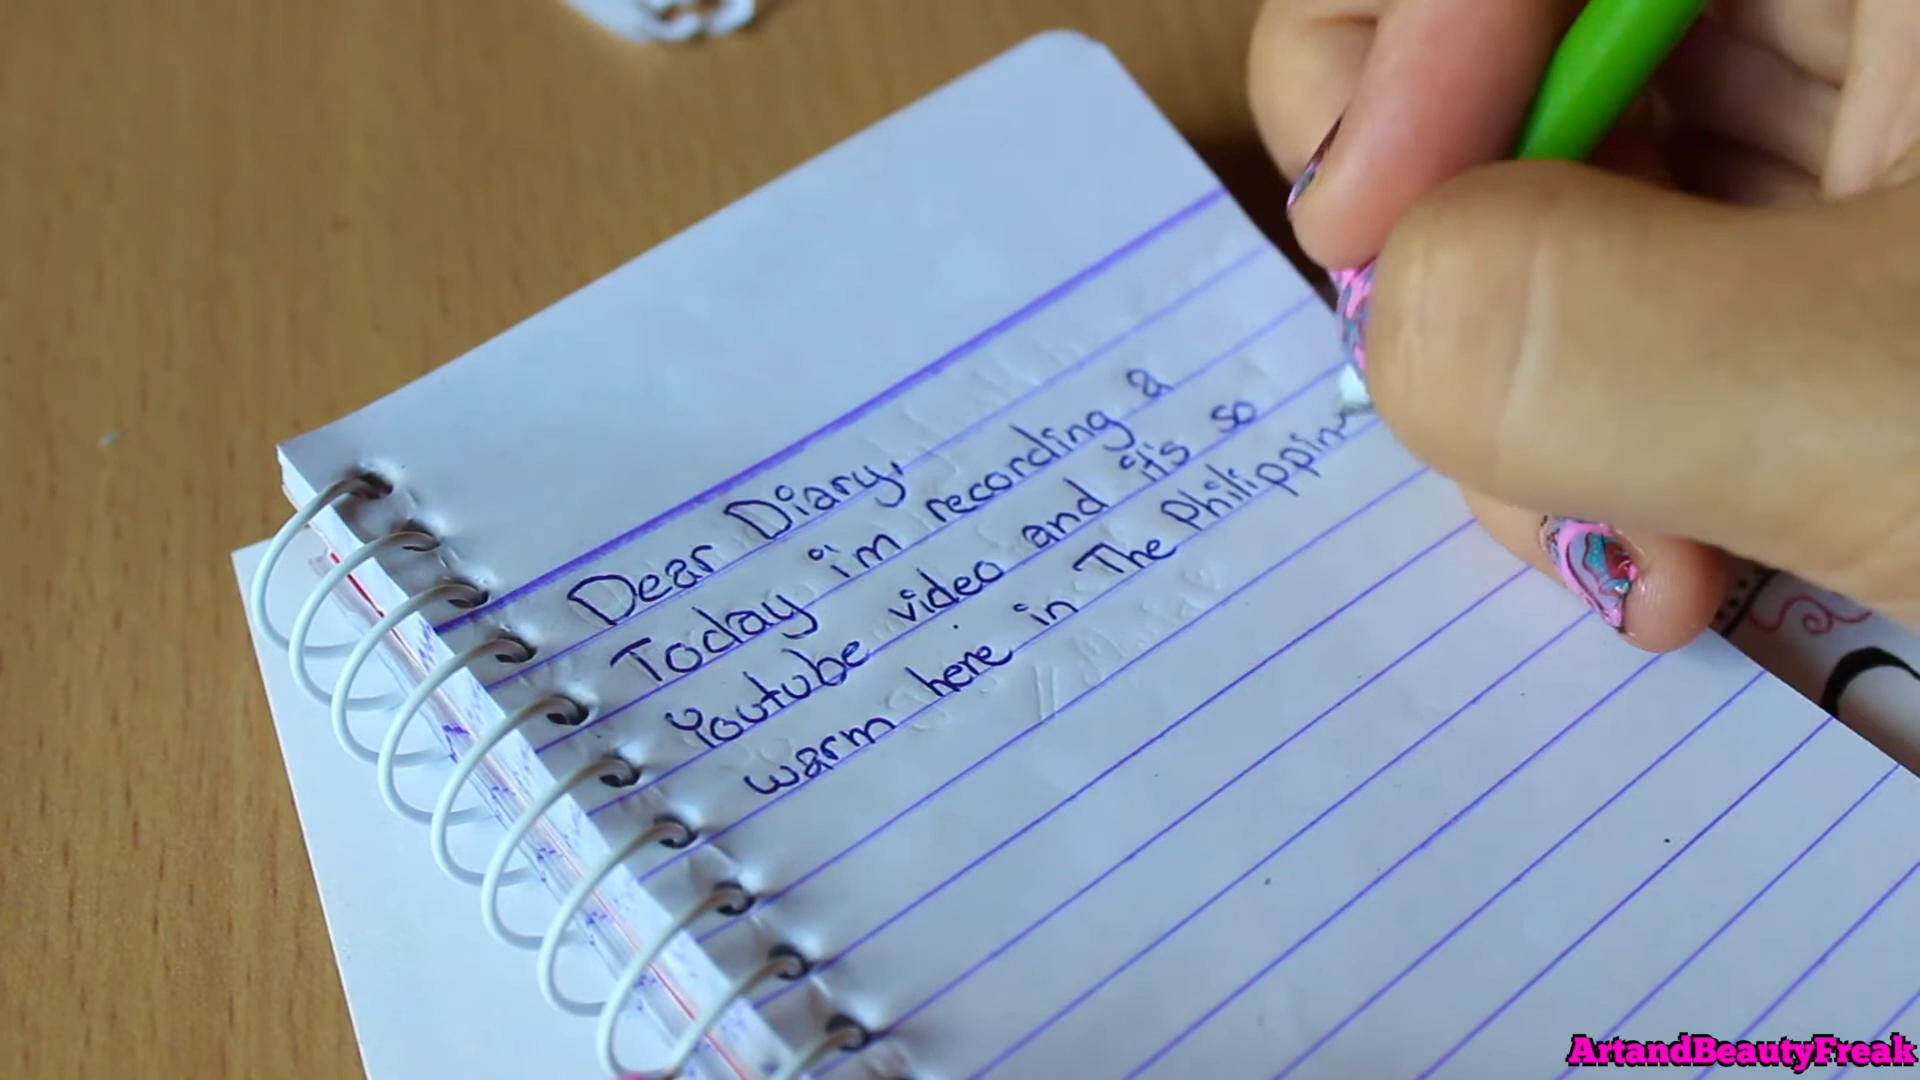 Dear Diary,
Today i'm recording a
Youtube video and it's so
warm here in The Philippin
ArtandBeautyFreak